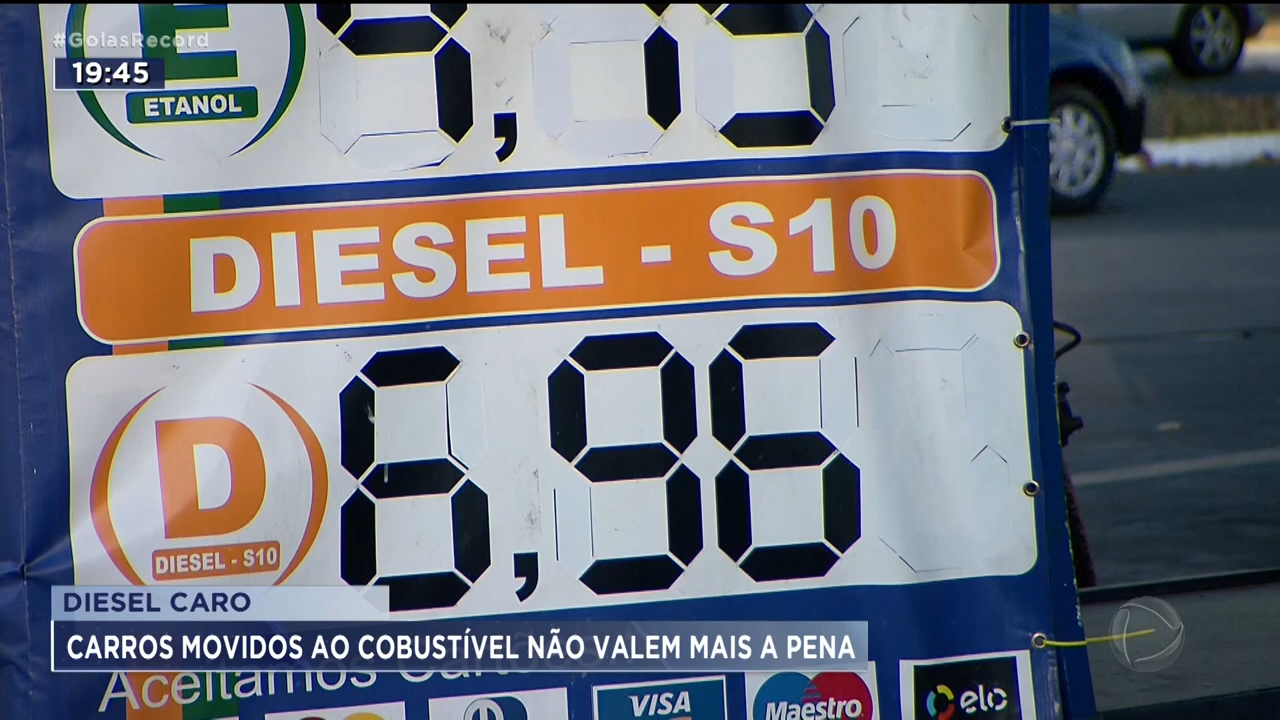 #GoiasRecord
19:45
E
ETANOL
DIESEL - S10
D
DIESEL - S10
6,96
DIESEL CARO
CARROS MOVIDOS AO COBUSTÍVEL NÃO VALEM MAIS A PENA
Aceitamos
VISA
Maestro
elo